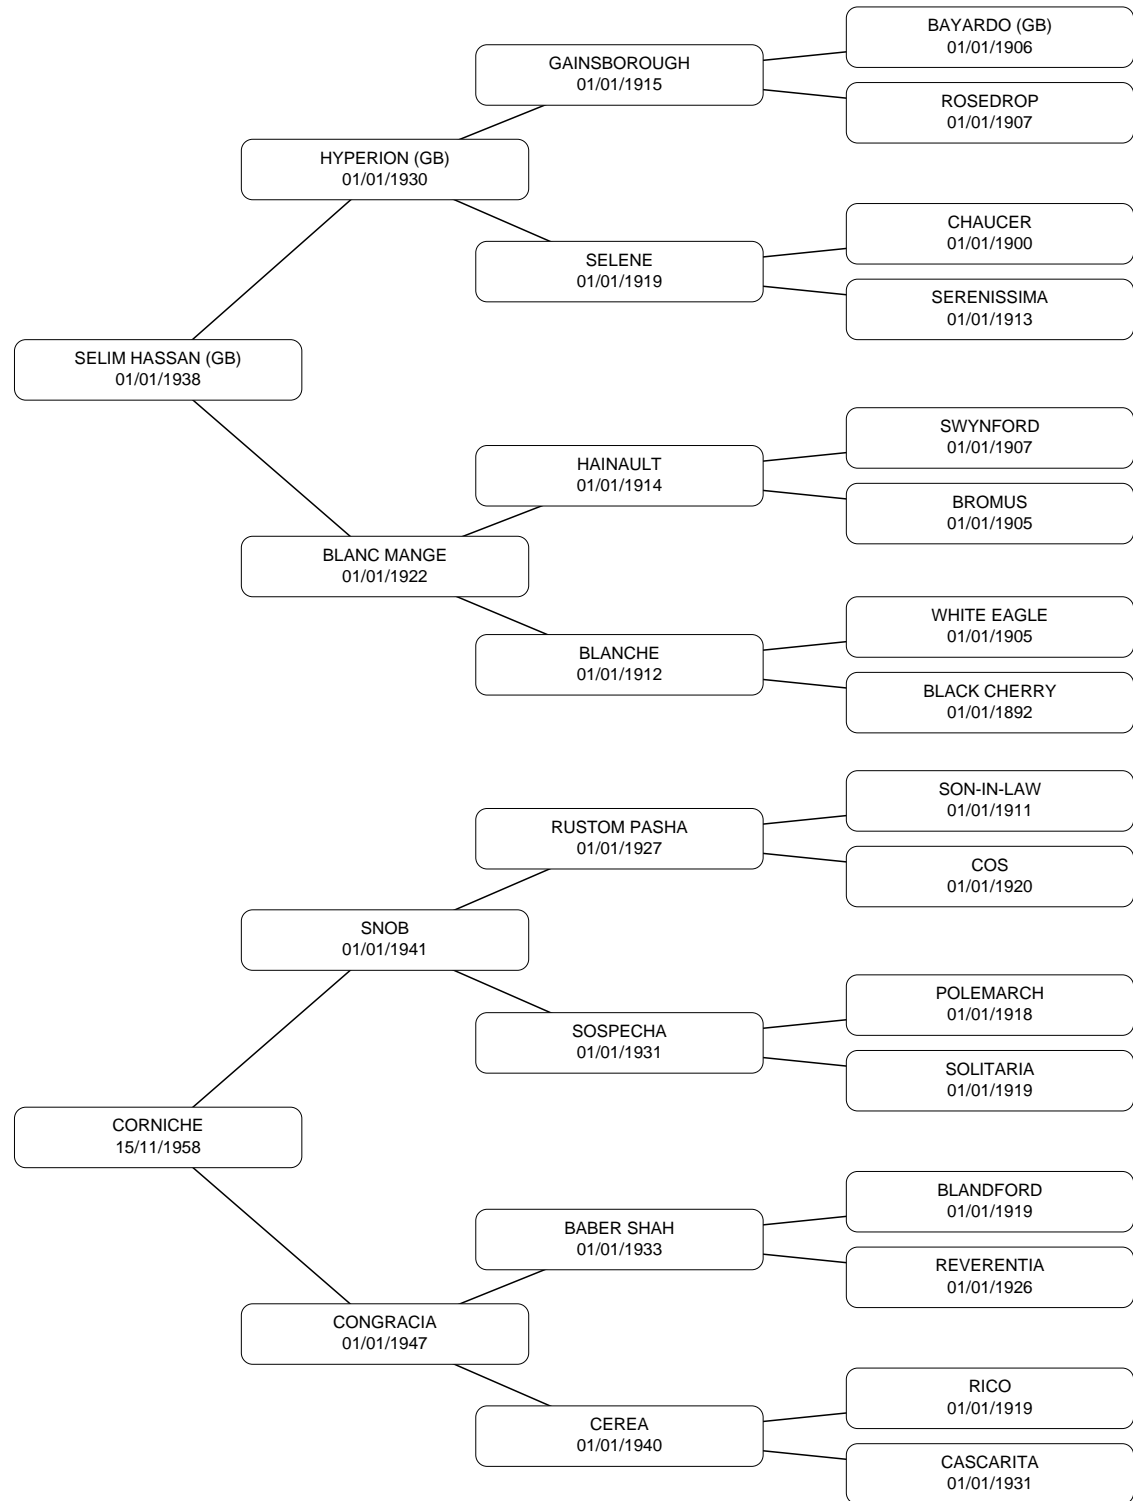 BAYARDO (GB)
01/01/1906
GAINSBOROUGH
01/01/1915
ROSEDROP
01/01/1907
HYPERION (GB)
01/01/1930
CHAUCER
01/01/1900
SELENE
01/01/1919
SERENISSIMA
01/01/1913
SELIM HASSAN (GB)
01/01/1938
SWYNFORD
01/01/1907
HAINAULT
01/01/1914
BROMUS
01/01/1905
BLANC MANGE
01/01/1922
WHITE EAGLE
01/01/1905
BLANCHE
01/01/1912
BLACK CHERRY
01/01/1892
SON-IN-LAW
01/01/1911
RUSTOM PASHA
01/01/1927
COS
01/01/1920
SNOB
01/01/1941
POLEMARCH
01/01/1918
SOSPECHA
01/01/1931
SOLITARIA
01/01/1919
CORNICHE
15/11/1958
BLANDFORD
01/01/1919
BABER SHAH
01/01/1933
REVERENTIA
01/01/1926
CONGRACIA
01/01/1947
RICO
01/01/1919
CEREA
01/01/1940
CASCARITA
01/01/1931